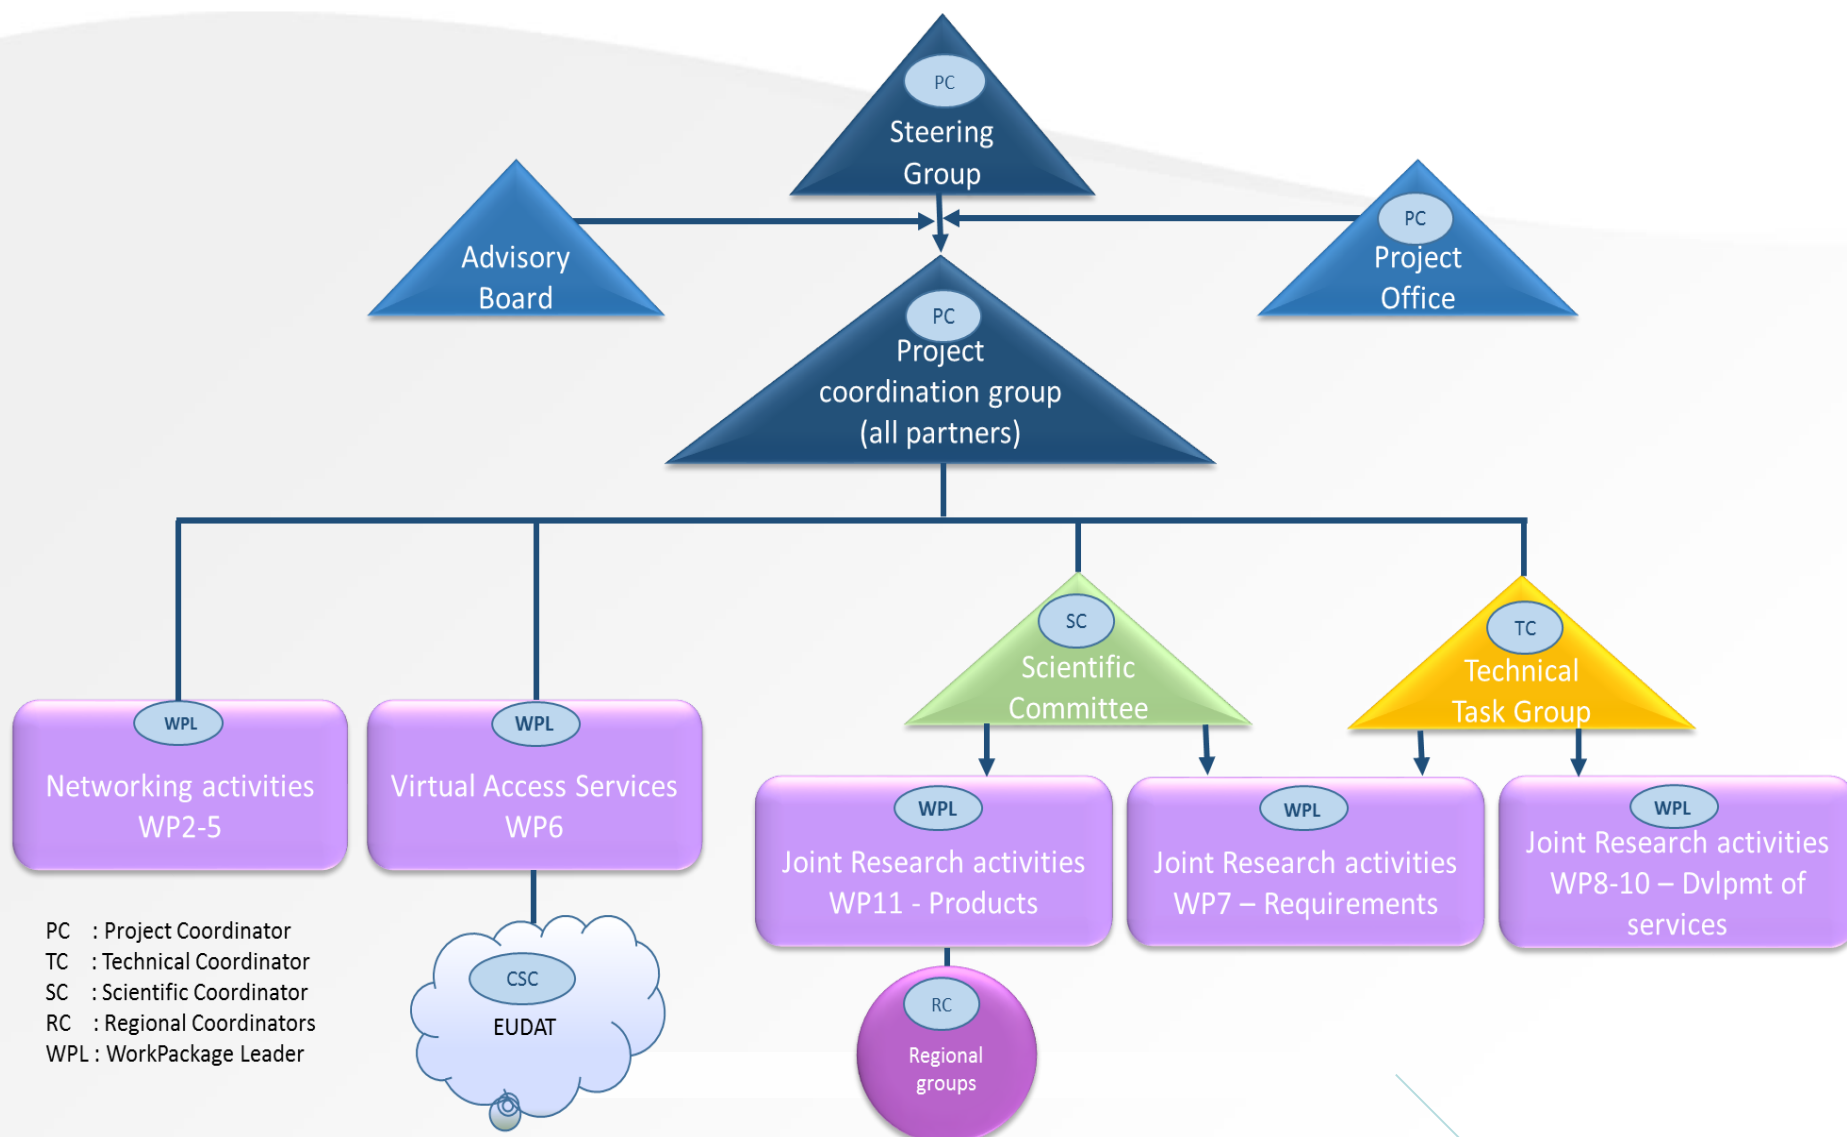 PC
Steering
Group
Advisory
Board
PC
Project
Office
PC
Project
coordination group
(all partners)
SC
Scientific
Committee
TC
Technical
Task Group
WPL
Networking activities
WP2-5
WPL
Virtual Access Services
WP6
WPL
Joint Research activities
WP11 - Products
WPL
Joint Research activities
WP7 – Requirements
WPL
Joint Research activities
WP8-10 – Dvlpmt of
services
CSC
EUDAT
RC
Regional
groups
PC : Project Coordinator
TC : Technical Coordinator
SC : Scientific Coordinator
RC : Regional Coordinators
WPL : WorkPackage Leader